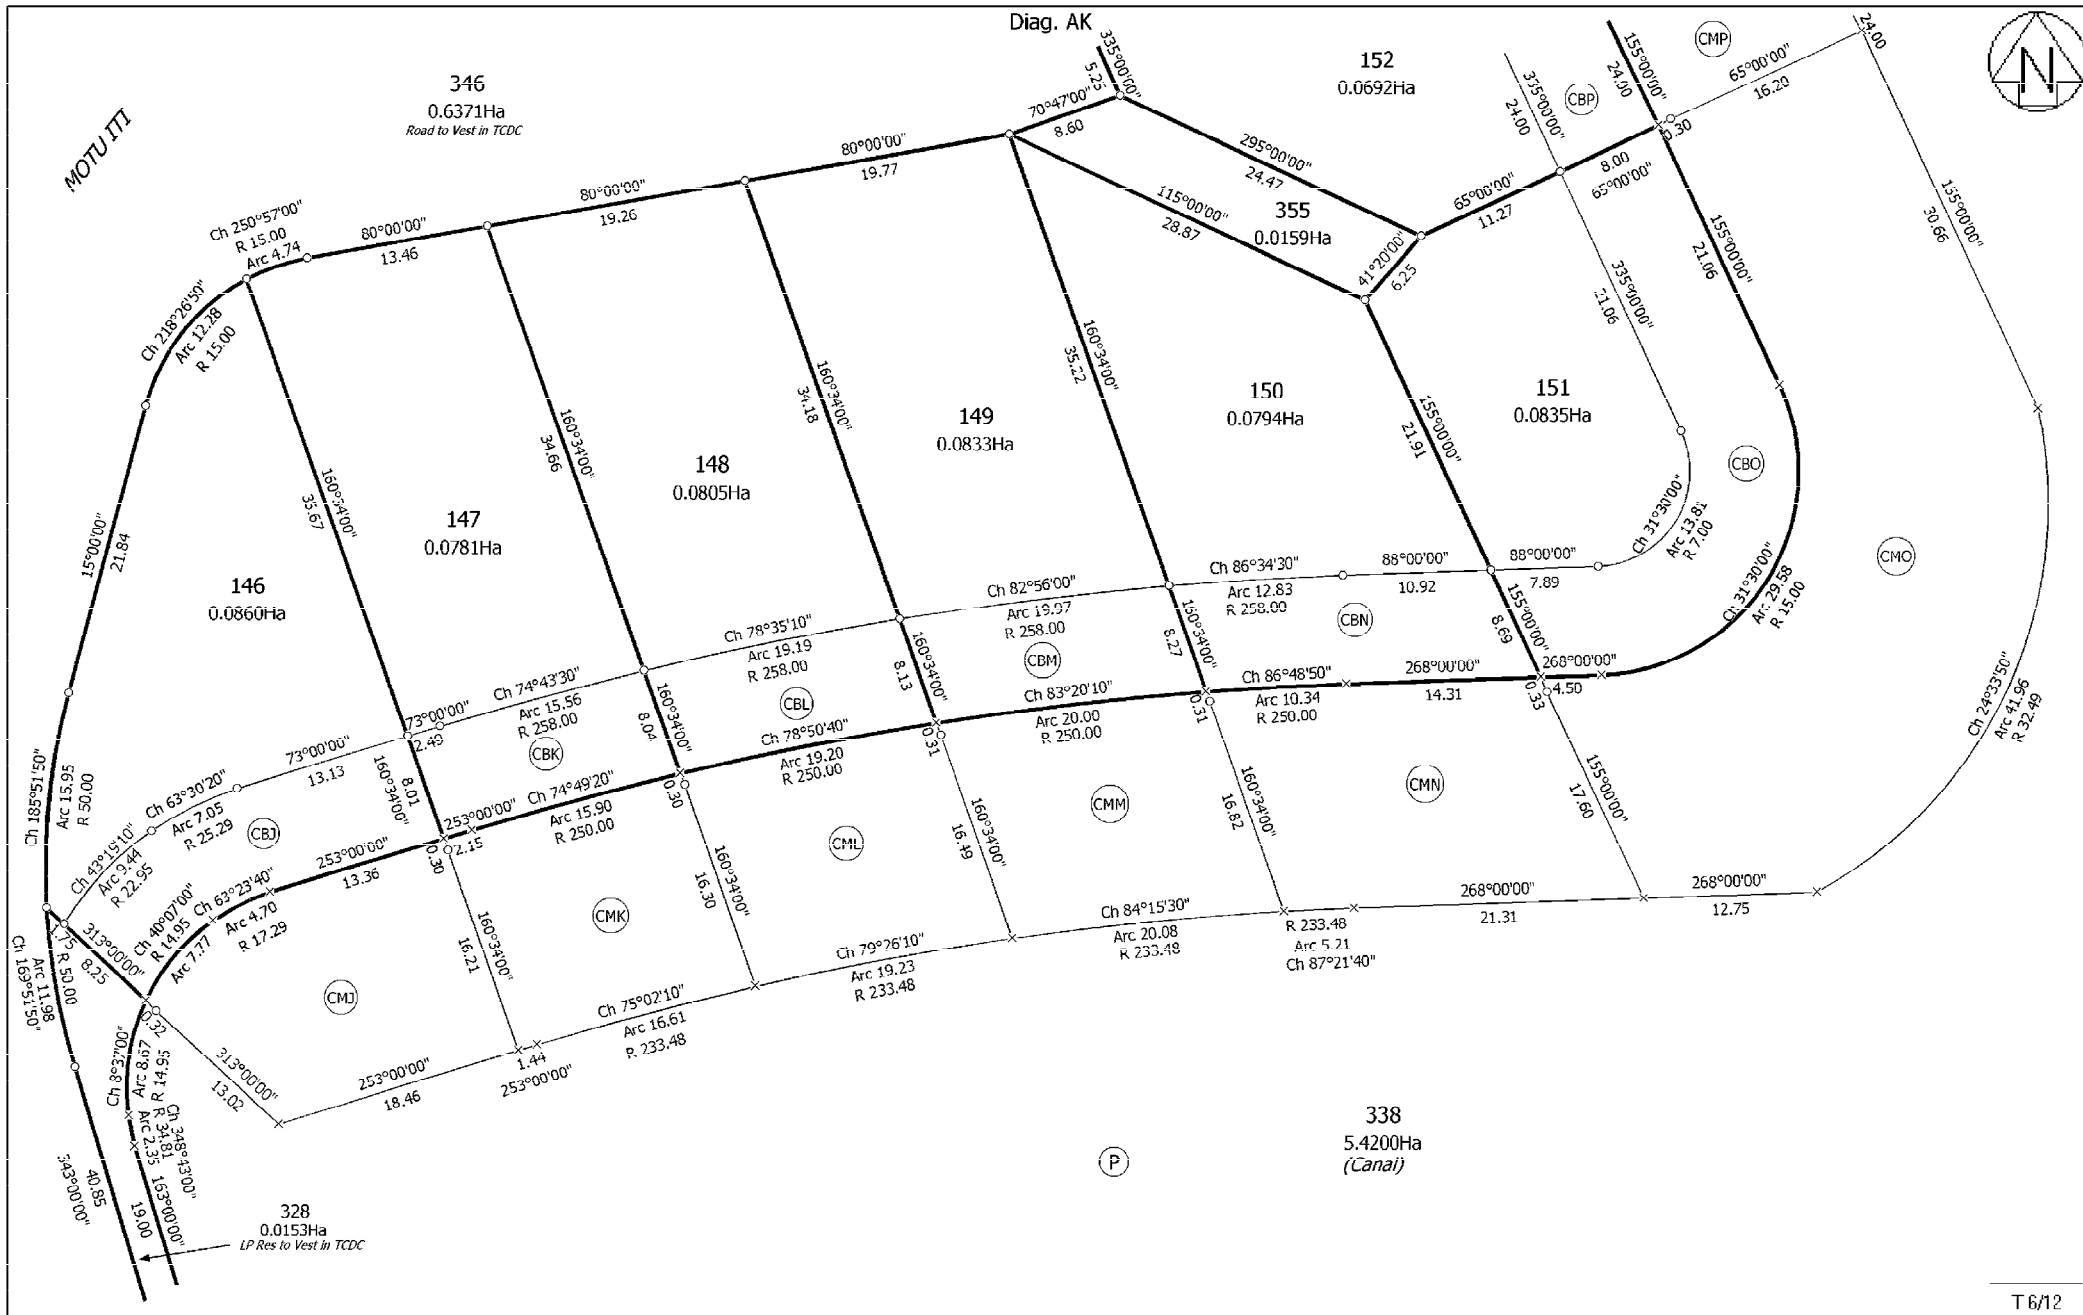 Diag. AK
346
0.6371Ha
Road to Vest in TCDC
MOTU ITI
152
0.0692Ha
335°00'00"
5.25
70°47'00"
8.60
335°00'00"
24.00
CBP
155°00'00"
24.00
CMP
65°00'00"
16.20
24.00
N
80°00'00"
19.77
80°00'00"
19.26
80°00'00"
13.46
Ch 250°57'00"
R 15.00
Arc 4.74
Ch 218°26'50"
Arc 12.28
R 15.00
295°00'00"
24.47
115°00'00"
28.87
355
0.0159Ha
41°20'00"
6.25
65°00'00"
11.27
8.00
65°00'00"
0.30
155°00'00"
21.06
335°00'00"
21.06
155°00'00"
30.66
15°00'00"
21.84
146
0.0860Ha
160°34'00"
35.67
147
0.0781Ha
160°34'00"
34.66
148
0.0805Ha
160°34'00"
34.18
149
0.0833Ha
160°34'00"
35.22
150
0.0794Ha
155°00'00"
21.91
151
0.0835Ha
CBO
CMO
Ch 31°30'00"
Arc 13.81
R 7.00
Ch 31°30'00"
Arc 29.58
R 15.00
Ch 24°33'50"
Arc 41.96
R 32.49
88°00'00"
7.89
88°00'00"
10.92
Ch 86°34'30"
Arc 12.83
R 258.00
Ch 82°56'00"
Arc 19.97
R 258.00
Ch 78°35'10"
Arc 19.19
R 258.00
Ch 74°43'30"
Arc 15.56
R 258.00
73°00'00"
2.49
73°00'00"
13.13
Ch 63°30'20"
Arc 7.05
R 25.29
Ch 43°19'10"
Arc 9.44
R 22.95
Ch 185°51'50"
Arc 15.95
R 50.00
CBJ
CBK
CBL
CBM
CBN
160°34'00"
8.01
160°34'00"
8.04
160°34'00"
8.13
160°34'00"
8.27
155°00'00"
8.69
268°00'00"
4.50
0.33
268°00'00"
14.31
Ch 86°48'50"
Arc 10.34
R 250.00
0.31
Ch 83°20'10"
Arc 20.00
R 250.00
0.31
Ch 78°50'40"
Arc 19.20
R 250.00
0.30
Ch 74°49'20"
Arc 15.90
R 250.00
253°00'00"
2.15
0.30
253°00'00"
13.36
Ch 63°23'40"
Arc 4.70
R 17.29
Ch 40°07'00"
R 14.95
Arc 7.77
1.75
313°00'00"
8.25
R 50.00
Arc 11.98
Ch 169°51'50"
0.32
313°00'00"
13.02
CMJ
160°34'00"
16.21
CMK
160°34'00"
16.30
CML
160°34'00"
16.49
CMM
160°34'00"
16.82
CMN
155°00'00"
17.60
268°00'00"
12.75
268°00'00"
21.31
R 233.48
Arc 5.21
Ch 87°21'40"
Ch 84°15'30"
Arc 20.08
R 233.48
Ch 79°26'10"
Arc 19.23
R 233.48
Ch 75°02'10"
Arc 16.61
R 233.48
1.44
253°00'00"
253°00'00"
18.46
Ch 8°37'00"
Arc 8.67
R 14.95
Ch 348°43'00"
R 34.81
Arc 2.35
163°00'00"
19.00
40.85
343°00'00"
328
0.0153Ha
LP Res to Vest in TCDC
P
338
5.4200Ha
(Canal)
T 6/12